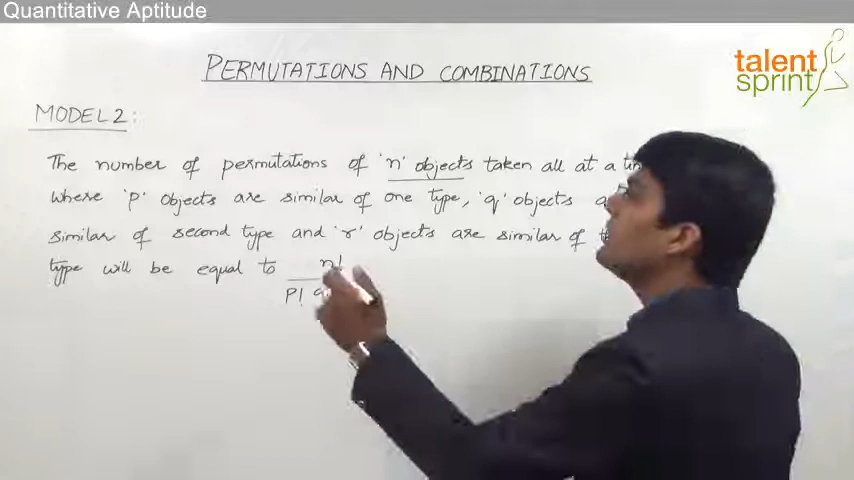 Quantitative Aptitude
PERMUTATIONS AND COMBINATIONS
talent
sprint
MODEL 2:
The number of permutations of 'n' objects taken all at a
where 'p' objects are similar of one type, 'q' objects
similar of second type and 'r' objects are similar of
type will be equal to n!
p! q